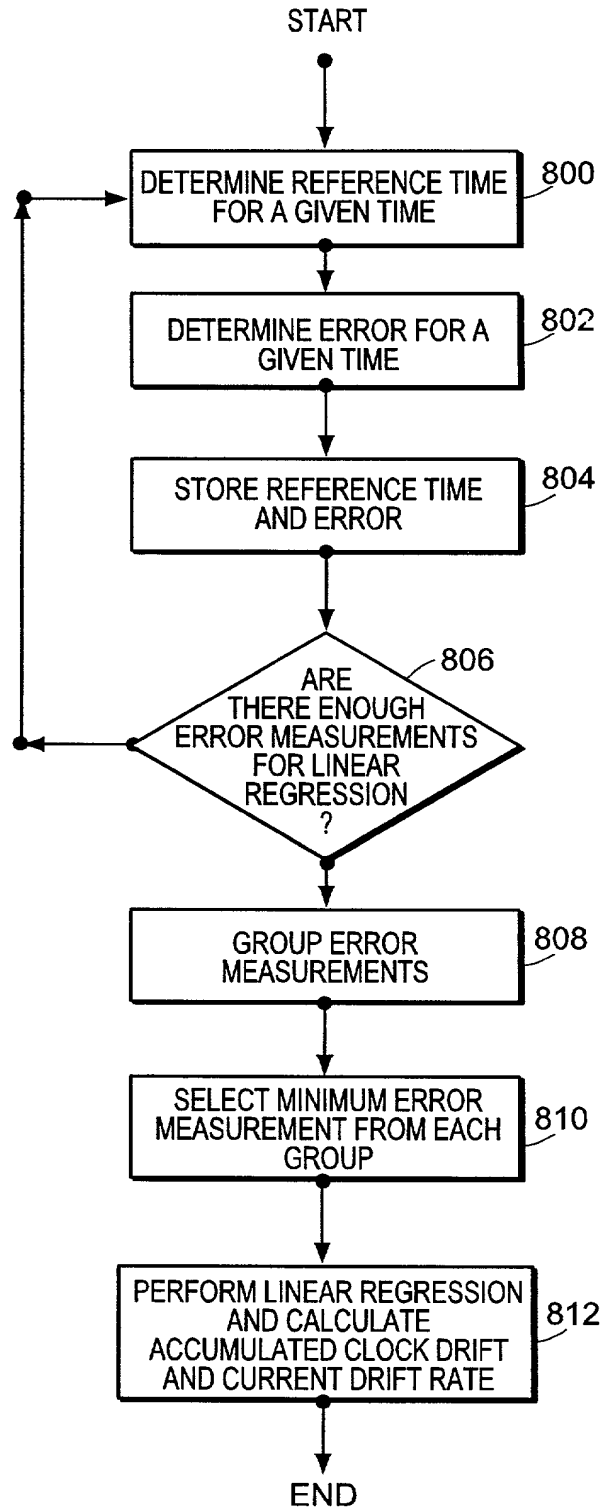 START
DETERMINE REFERENCE TIME
FOR A GIVEN TIME
800
DETERMINE ERROR FOR A
GIVEN TIME
802
STORE REFERENCE TIME
AND ERROR
804
806
ARE
THERE ENOUGH
ERROR MEASUREMENTS
FOR LINEAR
REGRESSION
?
GROUP ERROR
MEASUREMENTS
808
SELECT MINIMUM ERROR
MEASUREMENT FROM EACH
GROUP
810
PERFORM LINEAR REGRESSION
AND CALCULATE
ACCUMULATED CLOCK DRIFT
AND CURRENT DRIFT RATE
812
END